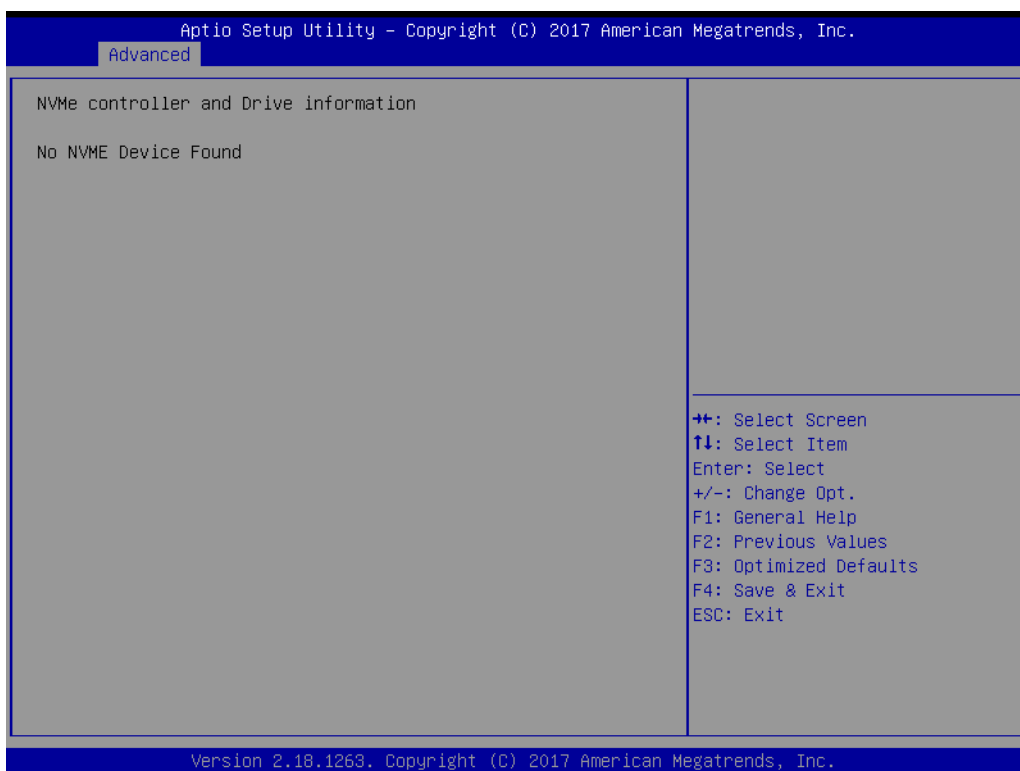 Aptio Setup Utility – Copyright (C) 2017 American Megatrends, Inc.
Advanced
NVMe controller and Drive information
No NVME Device Found
→←: Select Screen
↑↓: Select Item
Enter: Select
+/-: Change Opt.
F1: General Help
F2: Previous Values
F3: Optimized Defaults
F4: Save & Exit
ESC: Exit
Version 2.18.1263. Copyright (C) 2017 American Megatrends, Inc.